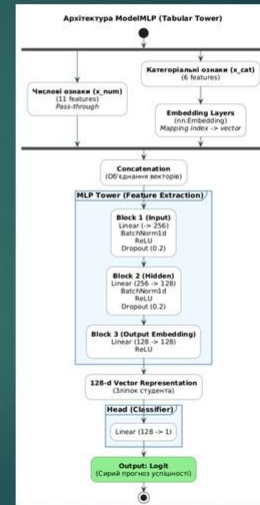 Архітектура ModelMLP (Tabular Tower)
Числові ознаки (x_num)
(11 features)
Pass-through
Категоріальні ознаки (x_cat)
(6 features)
Embedding Layers
(nn.Embedding)
Mapping index -> vector
Concatenation
(Об'єднання векторів)
MLP Tower (Feature Extraction)
Block 1 (Input)
Linear (-> 256)
BatchNorm1d
ReLU
Dropout (0.2)
Block 2 (Hidden)
Linear (256 -> 128)
BatchNorm1d
ReLU
Dropout (0.2)
Block 3 (Output Embedding)
Linear (128 -> 128)
ReLU
128-d Vector Representation
(Зліпок студента)
Head (Classifier)
Linear (128 -> 1)
Output: Logit
(Сирий прогноз успішності)